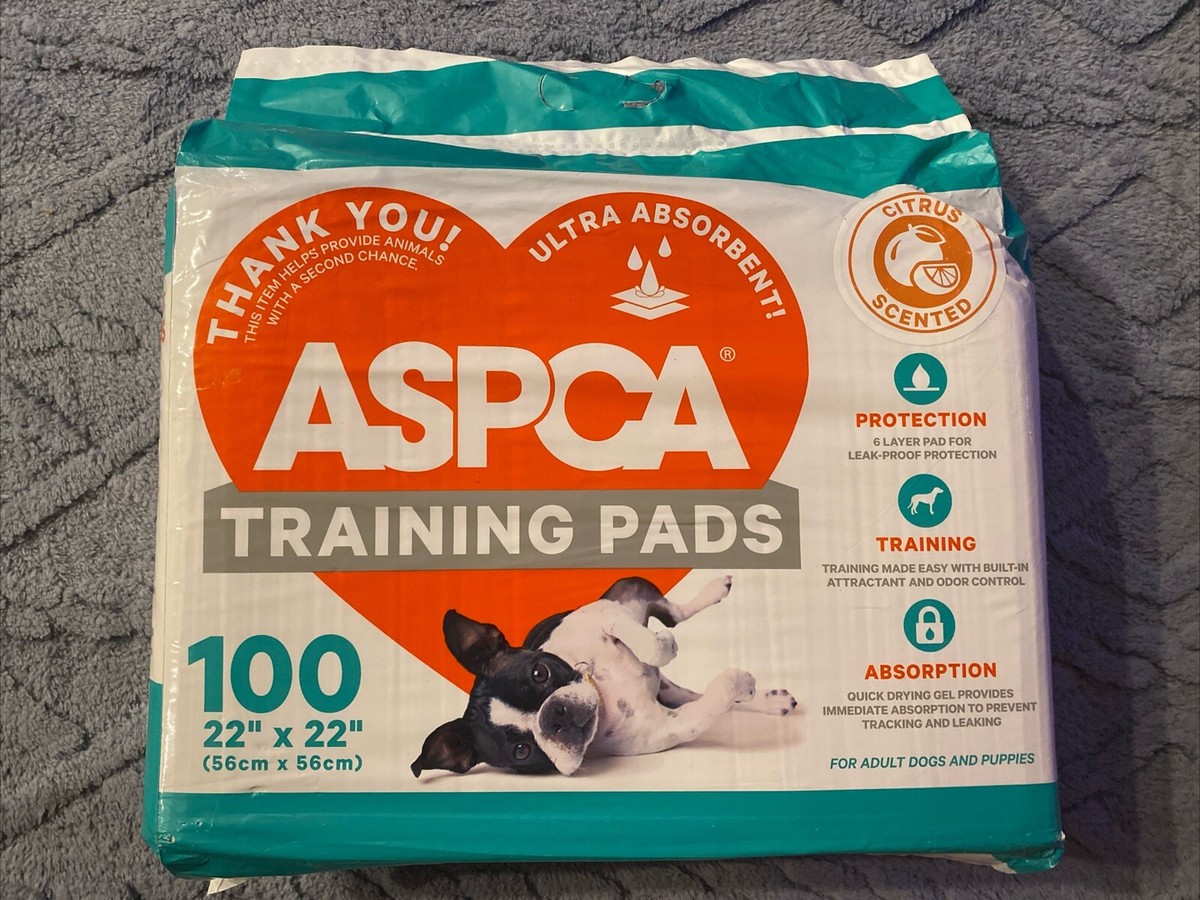 THANK YOU!
THIS ITEM HELPS PROVIDE ANIMALS
WITH A SECOND CHANCE.
ULTRA ABSORBENT!
CITRUS
SCENTED
ASPCA®
TRAINING PADS
PROTECTION
6 LAYER PAD FOR
LEAK-PROOF PROTECTION
TRAINING
TRAINING MADE EASY WITH BUILT-IN
ATTRACTANT AND ODOR CONTROL
ABSORPTION
QUICK DRYING GEL PROVIDES
IMMEDIATE ABSORPTION TO PREVENT
TRACKING AND LEAKING
FOR ADULT DOGS AND PUPPIES
100
22" x 22"
(56cm x 56cm)